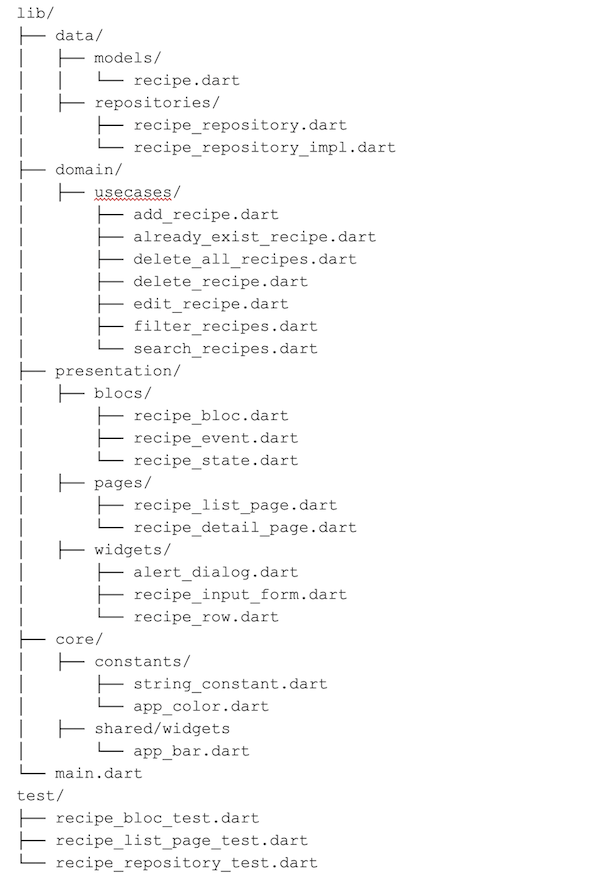 lib/
├── data/
│   ├── models/
│   │   └── recipe.dart
│   ├── repositories/
│       ├── recipe_repository.dart
│       └── recipe_repository_impl.dart
├── domain/
│   ├── usecases/
│       ├── add_recipe.dart
│       ├── already_exist_recipe.dart
│       ├── delete_all_recipes.dart
│       ├── delete_recipe.dart
│       ├── edit_recipe.dart
│       ├── filter_recipes.dart
│       └── search_recipes.dart
├── presentation/
│   ├── blocs/
│       ├── recipe_bloc.dart
│       ├── recipe_event.dart
│       └── recipe_state.dart
│   ├── pages/
│       ├── recipe_list_page.dart
│       └── recipe_detail_page.dart
│   ├── widgets/
│       ├── alert_dialog.dart
│       ├── recipe_input_form.dart
│       └── recipe_row.dart
├── core/
│   ├── constants/
│       ├── string_constant.dart
│       └── app_color.dart
│   ├── shared/widgets
│       └── app_bar.dart
└── main.dart
test/
├── recipe_bloc_test.dart
├── recipe_list_page_test.dart
└── recipe_repository_test.dart